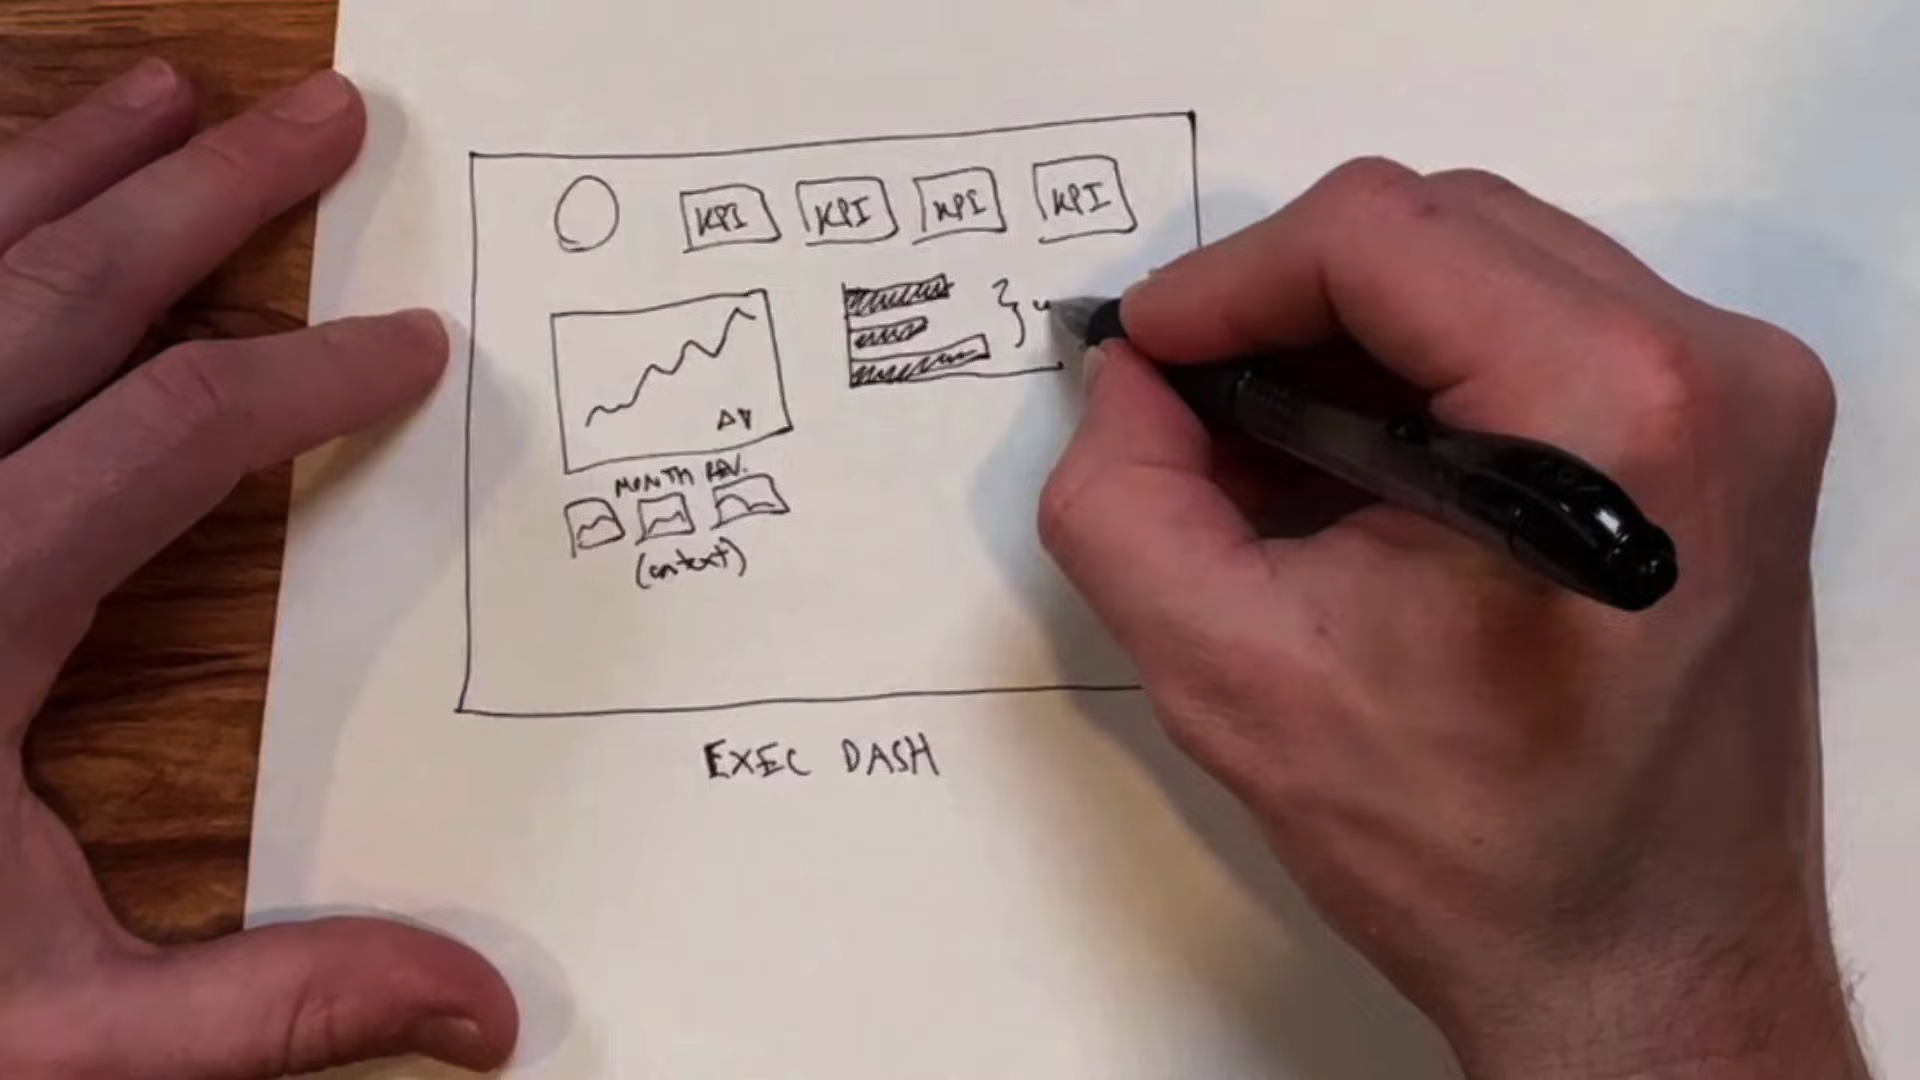 KPI KPI KPI KPI
MONTH REV.
(context)
EXEC DASH